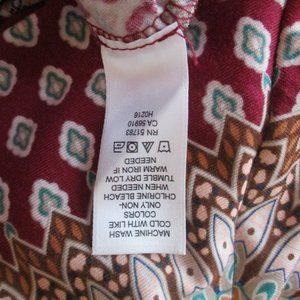 MACHINE WASH
COLD WITH LIKE
COLORS
ONLY NON-
CHLORINE BLEACH
WHEN NEEDED
TUMBLE DRY LOW
WARM IRON IF
NEEDED
RN 51783
CA 56910
H0216